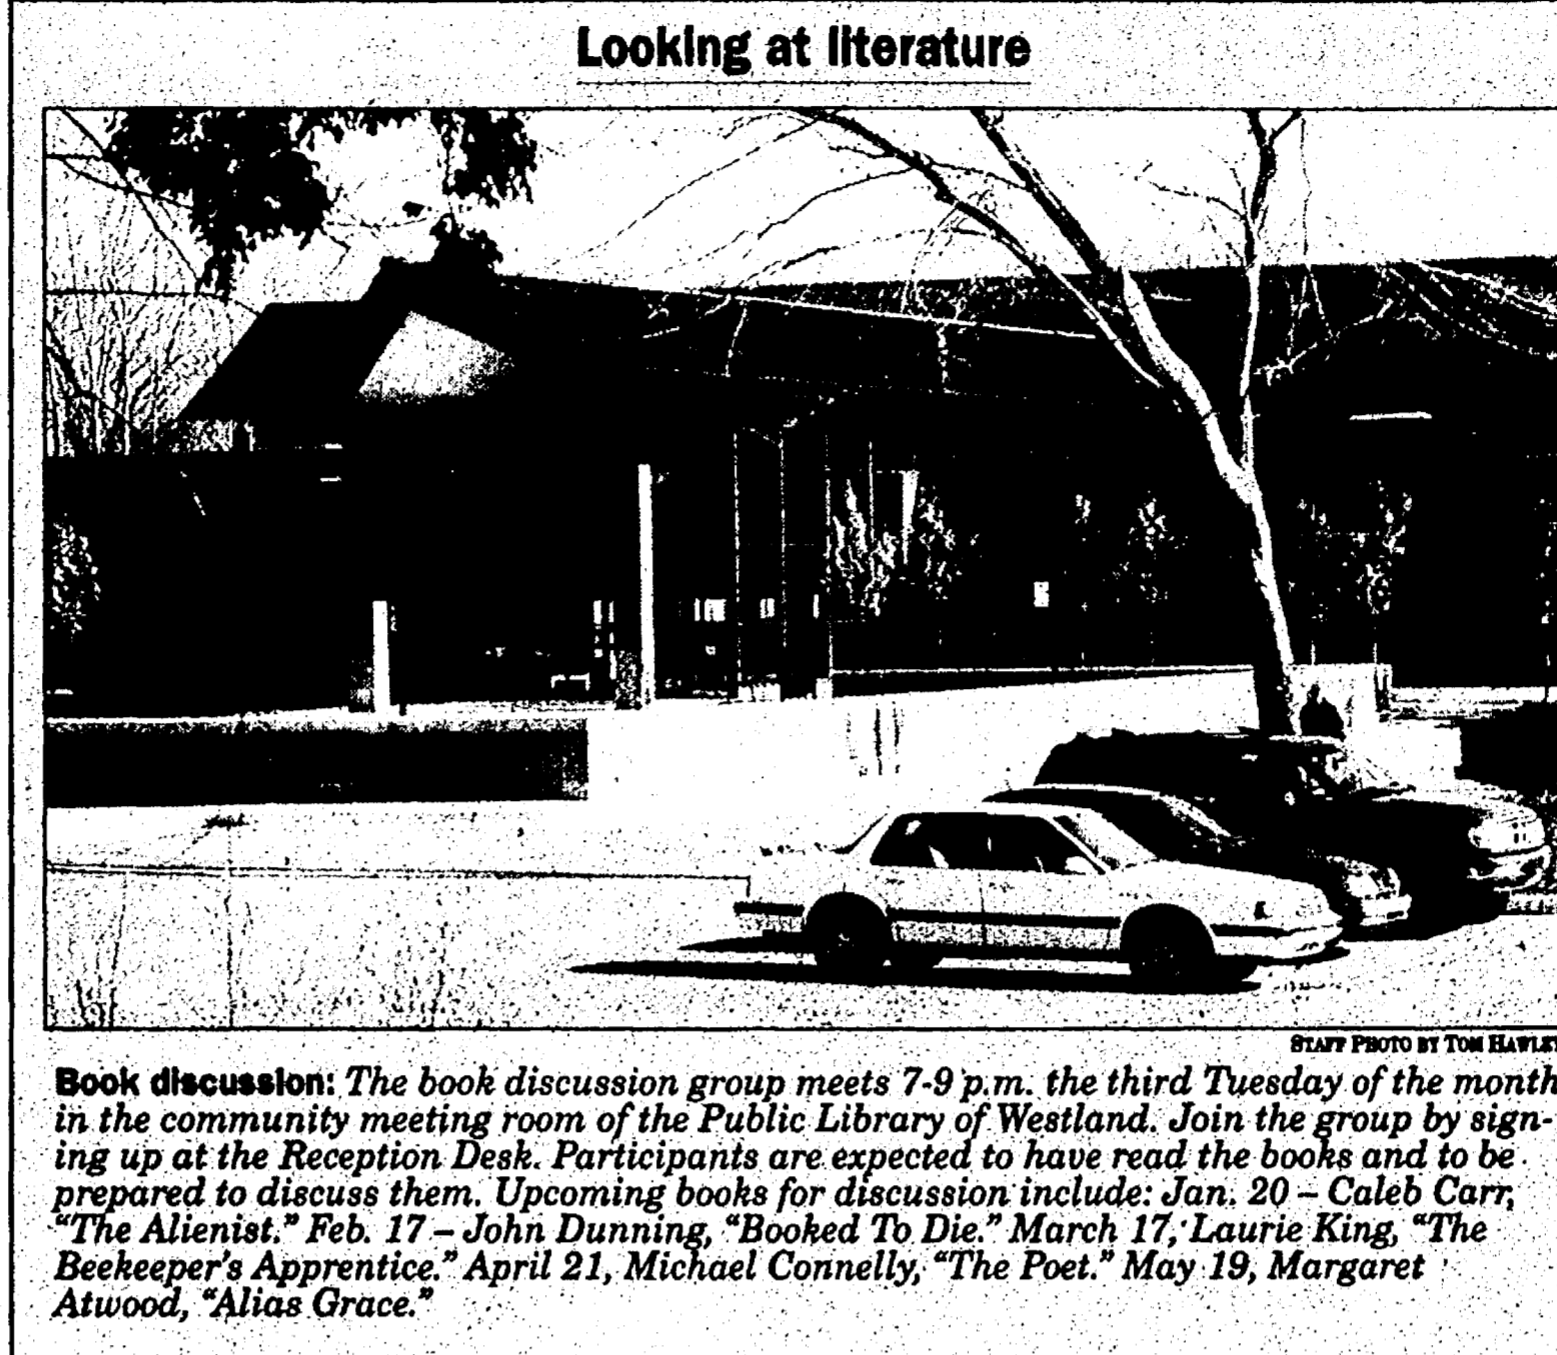 Looking at literature
STAFF PHOTO BY TOM HAWLEY
Book discussion: The book discussion group meets 7-9 p.m. the third Tuesday of the month
in the community meeting room of the Public Library of Westland. Join the group by sign-
ing up at the Reception Desk. Participants are expected to have read the books and to be
prepared to discuss them. Upcoming books for discussion include: Jan. 20 – Caleb Carr,
“The Alienist.” Feb. 17 – John Dunning, “Booked To Die.” March 17, Laurie King, “The
Beekeeper's Apprentice.” April 21, Michael Connelly, “The Poet.” May 19, Margaret
Atwood, “Alias Grace.”